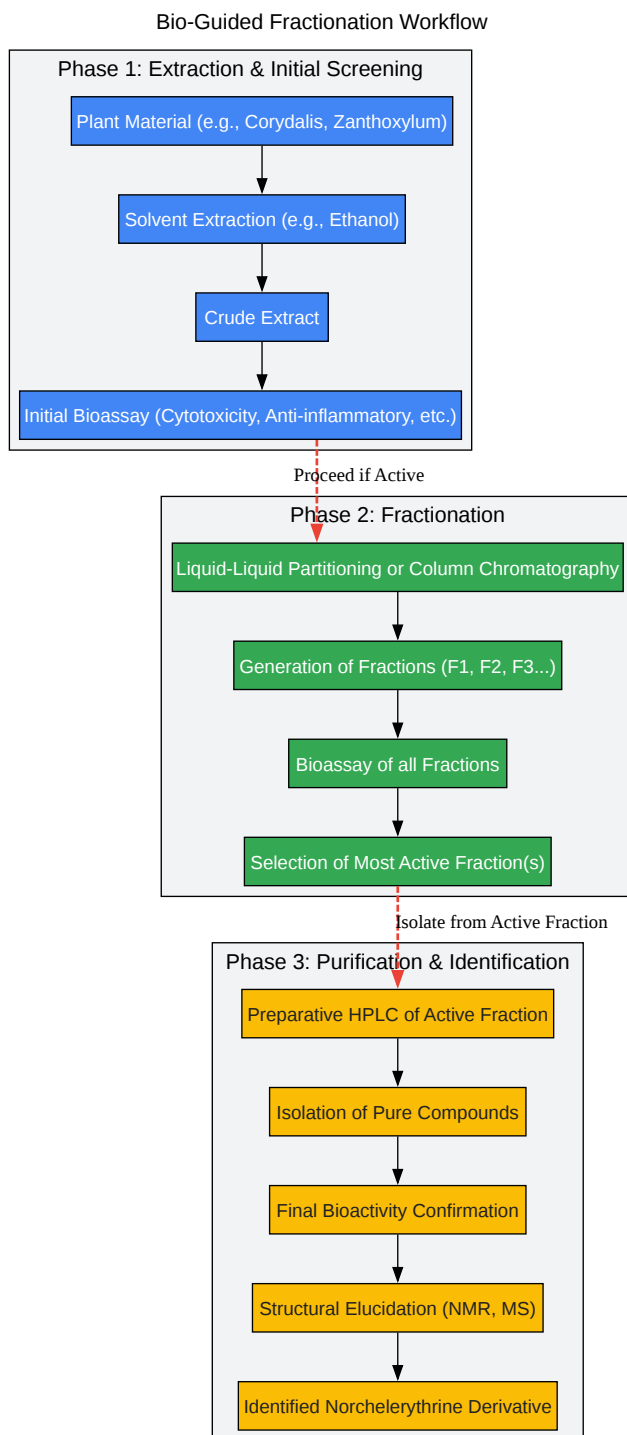 Bio-Guided Fractionation Workflow
Phase 1: Extraction & Initial Screening
Plant Material (e.g., Corydalis, Zanthoxylum)
Solvent Extraction (e.g., Ethanol)
Crude Extract
Initial Bioassay (Cytotoxicity, Anti-inflammatory, etc.)
Proceed if Active
Phase 2: Fractionation
Liquid-Liquid Partitioning or Column Chromatography
Generation of Fractions (F1, F2, F3...)
Bioassay of all Fractions
Selection of Most Active Fraction(s)
Isolate from Active Fraction
Phase 3: Purification & Identification
Preparative HPLC of Active Fraction
Isolation of Pure Compounds
Final Bioactivity Confirmation
Structural Elucidation (NMR, MS)
Identified Norchelerythrine Derivative